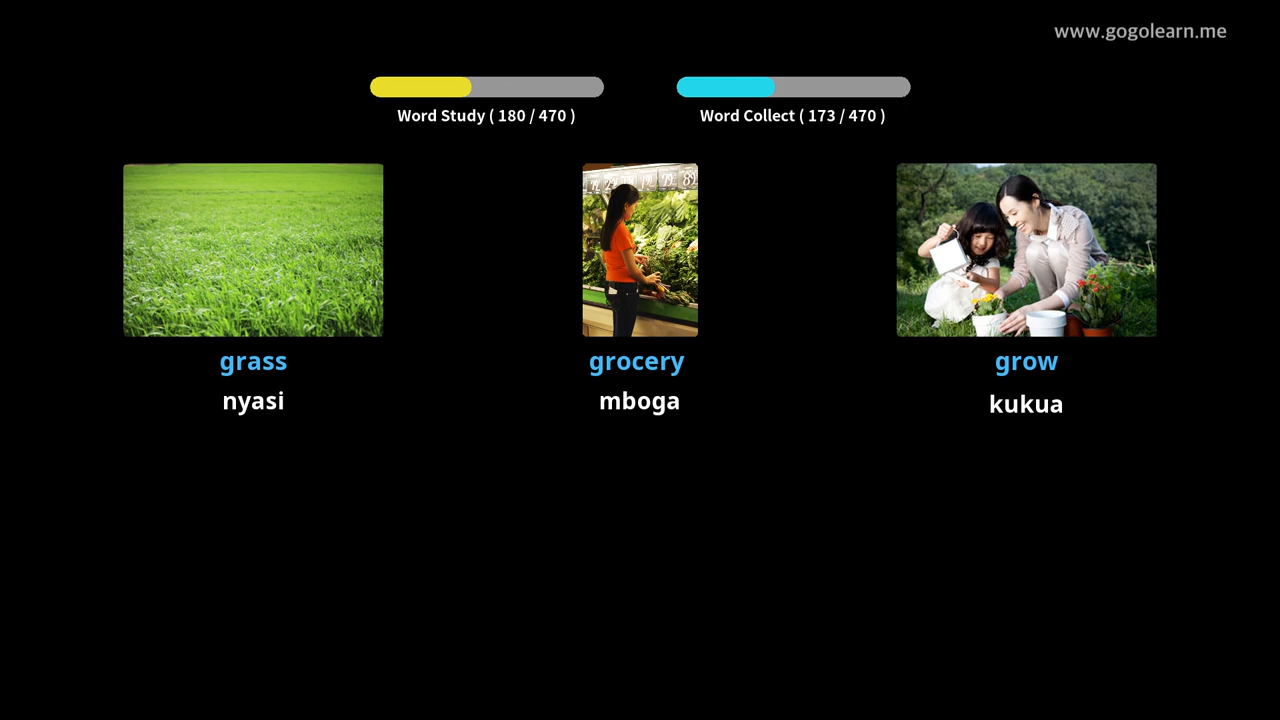 www.gogolearn.me
Word Study ( 180 / 470 )
Word Collect ( 173 / 470 )
grass
grocery
grow
nyasi
mboga
kukua